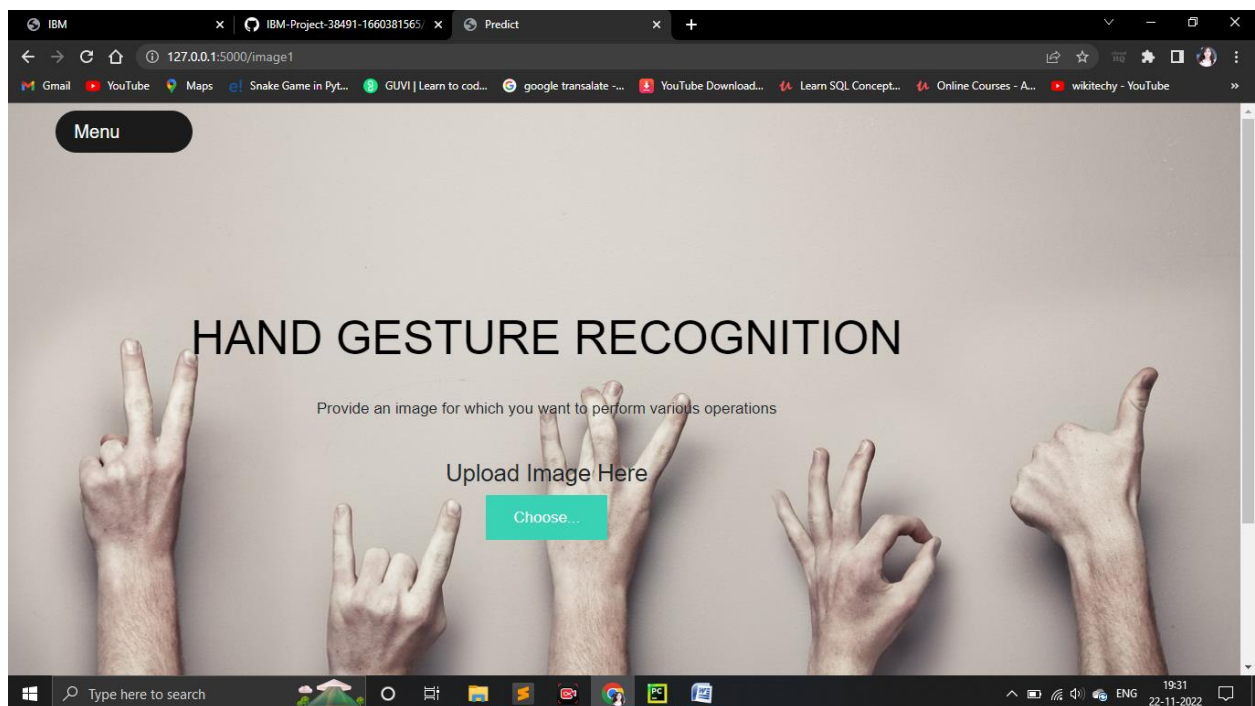 IBM
IBM-Project-38491-1660381565/
Predict
127.0.0.1:5000/image1
Gmail YouTube Maps Snake Game in Pyt... GUVI | Learn to cod... google transalate -... YouTube Download... Learn SQL Concept... Online Courses - A... wikitechy - YouTube »
Menu
HAND GESTURE RECOGNITION
Provide an image for which you want to perform various operations
Upload Image Here
Choose...
Type here to search
ENG
19:31
22-11-2022